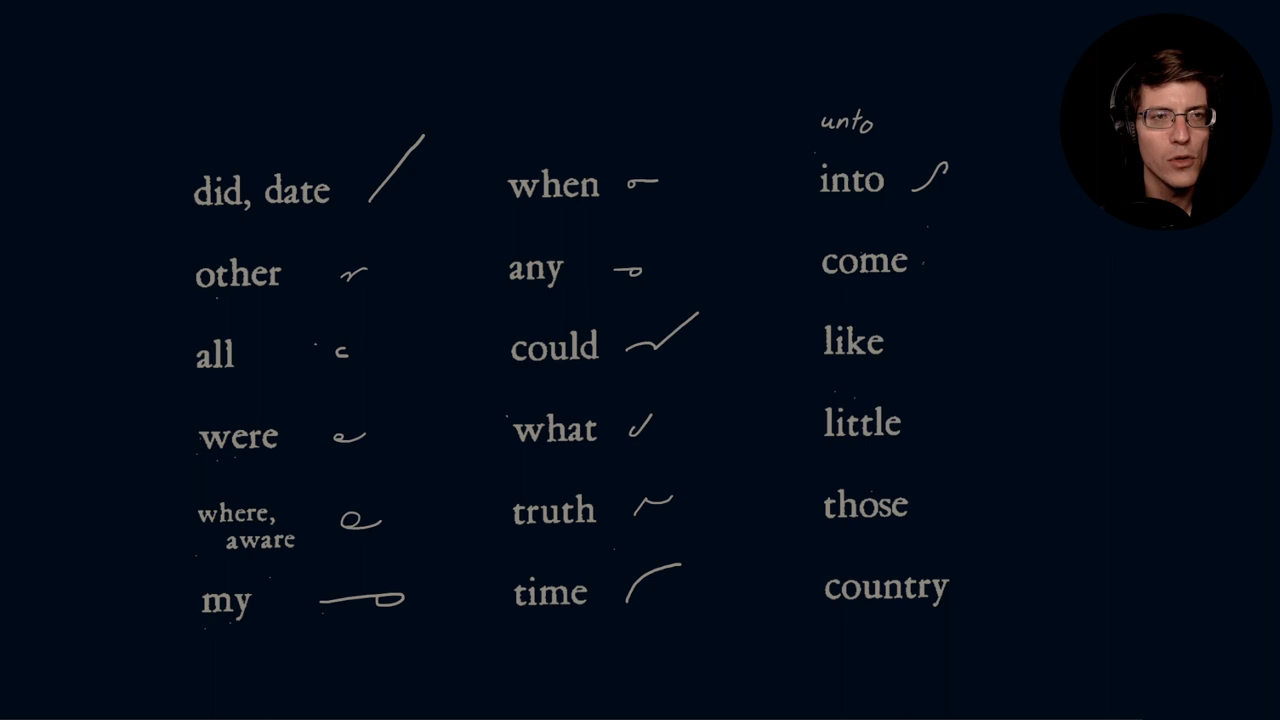 did, date
other
all
were
where,
aware
my
when
any
could
what
truth
time
unto
into
come
like
little
those
country